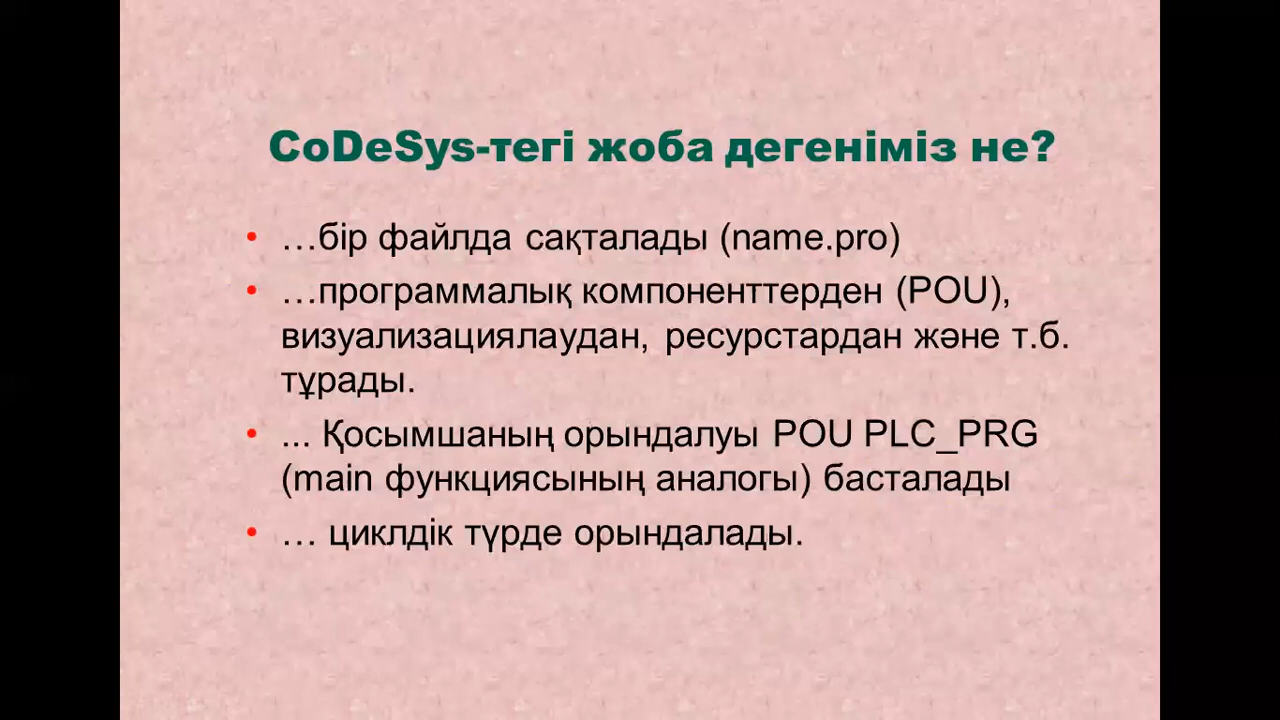 CoDeSys-тегі жоба дегеніміз не?
• …бір файлда сақталады (name.pro)
• …программалық компоненттерден (POU),
визуализациялаудан, ресурстардан және т.б.
тұрады.
• ... Қосымшаның орындалуы POU PLC_PRG
(main функциясының аналогы) басталады
• … циклдік түрде орындалады.